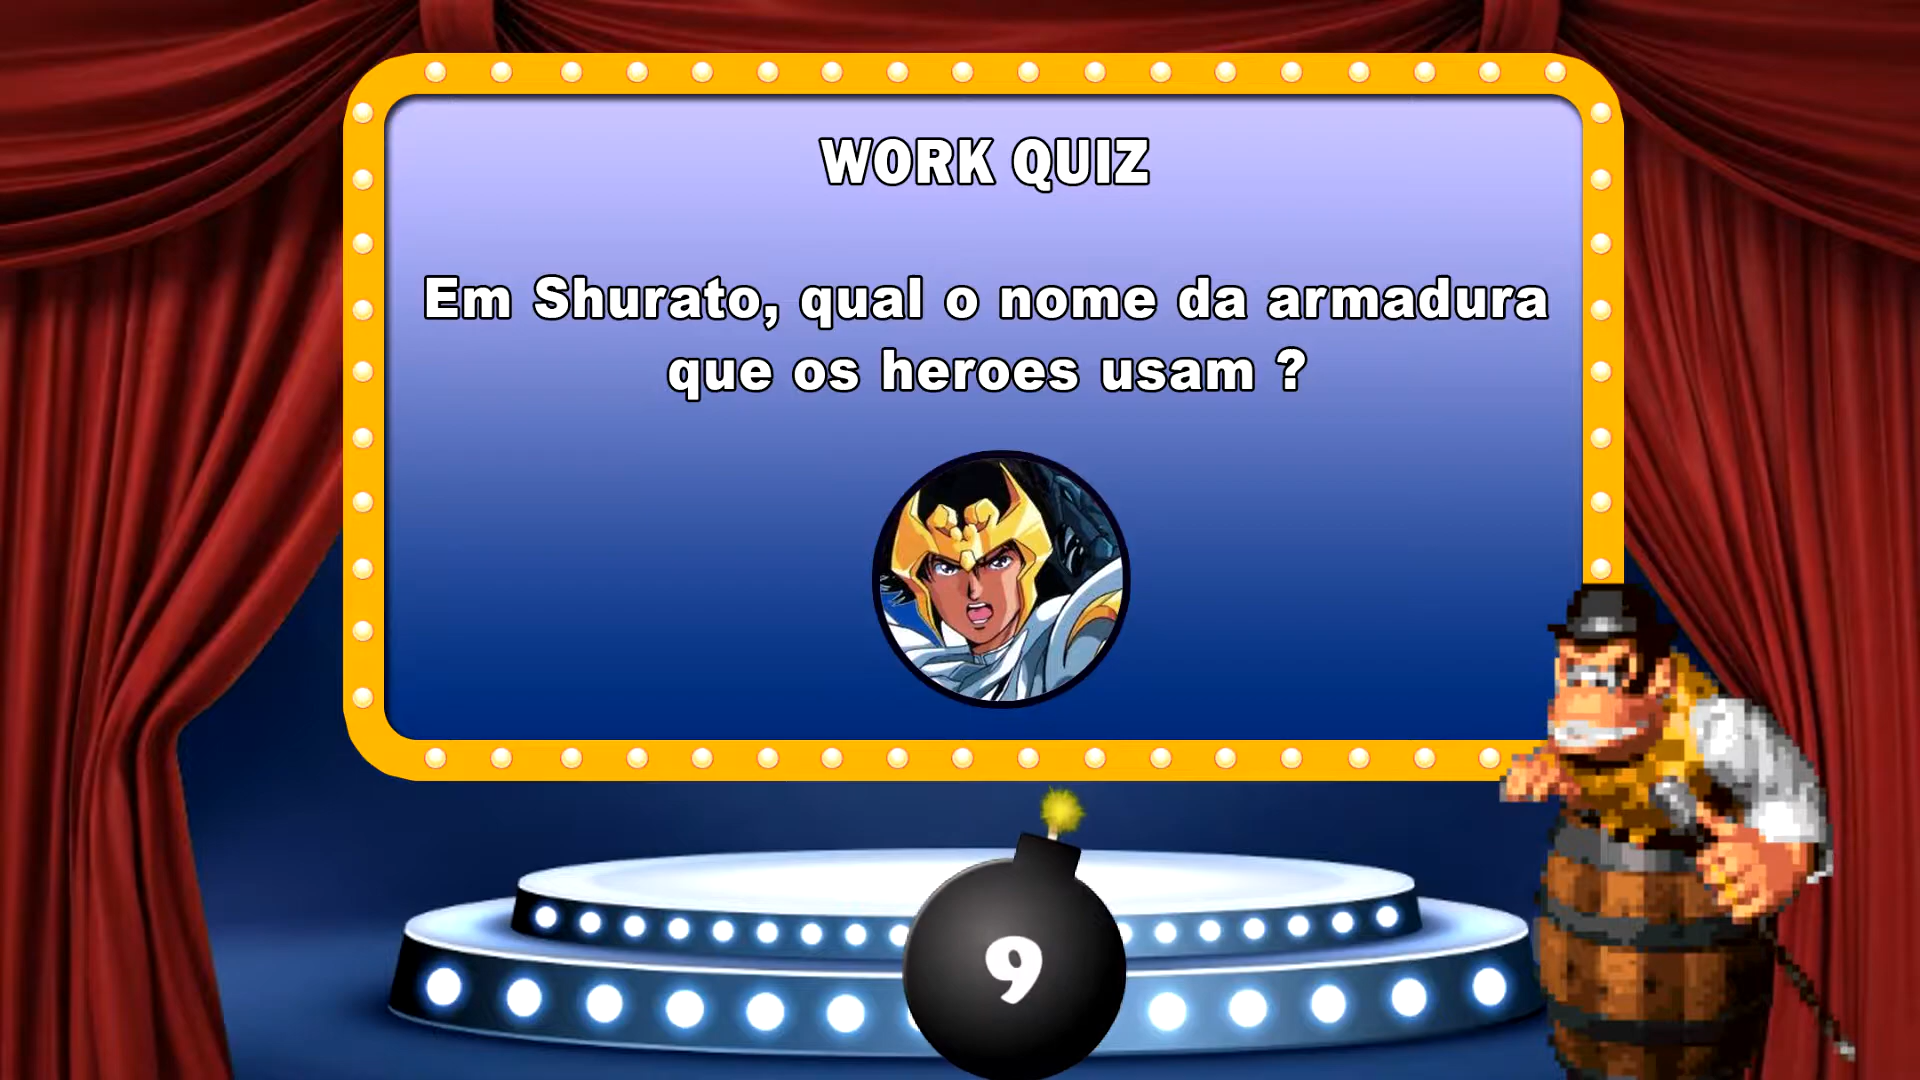 WORK QUIZ
Em Shurato, qual o nome da armadura
que os heroes usam ?
9